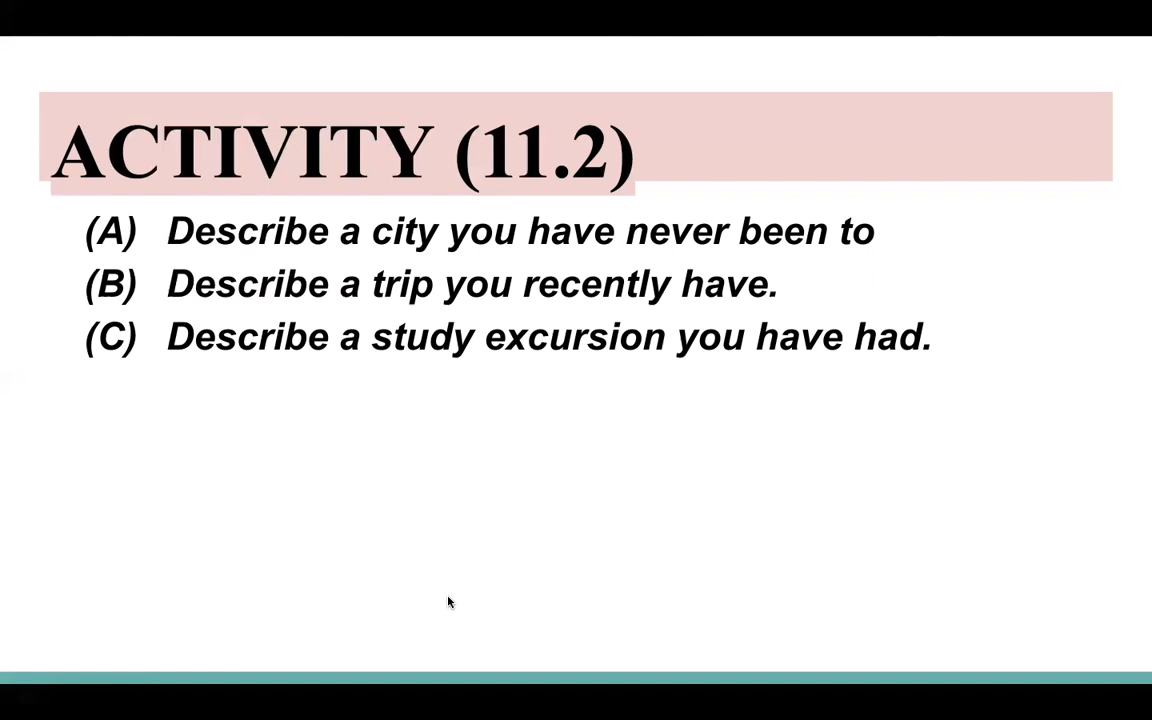 ACTIVITY (11.2)
(A) Describe a city you have never been to
(B) Describe a trip you recently have.
(C) Describe a study excursion you have had.